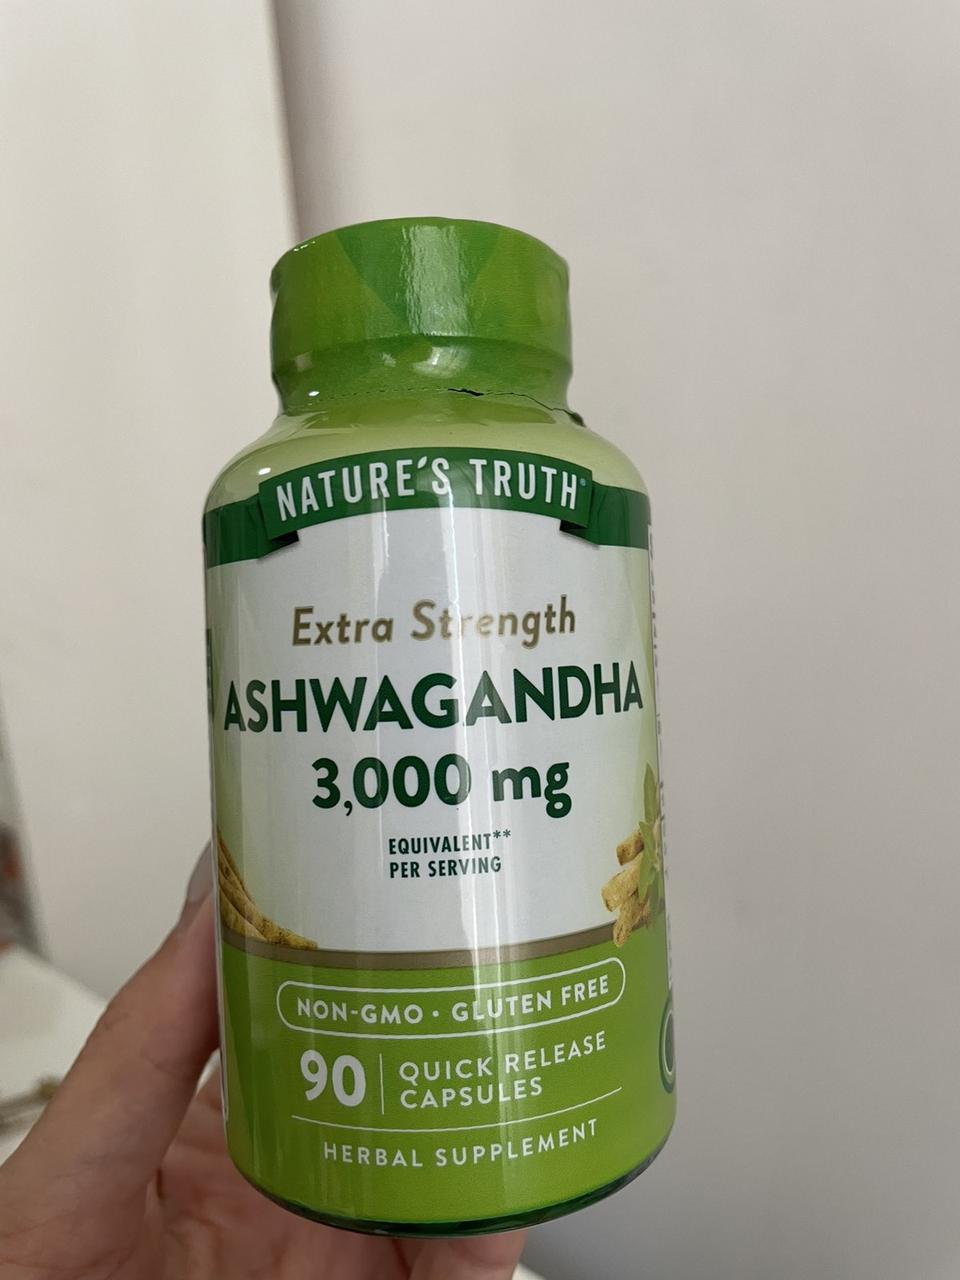 NATURE'S TRUTH®
Extra Strength
ASHWAGANDHA
3,000 mg
EQUIVALENT**
PER SERVING
NON-GMO • GLUTEN FREE
90 QUICK RELEASE
CAPSULES
HERBAL SUPPLEMENT